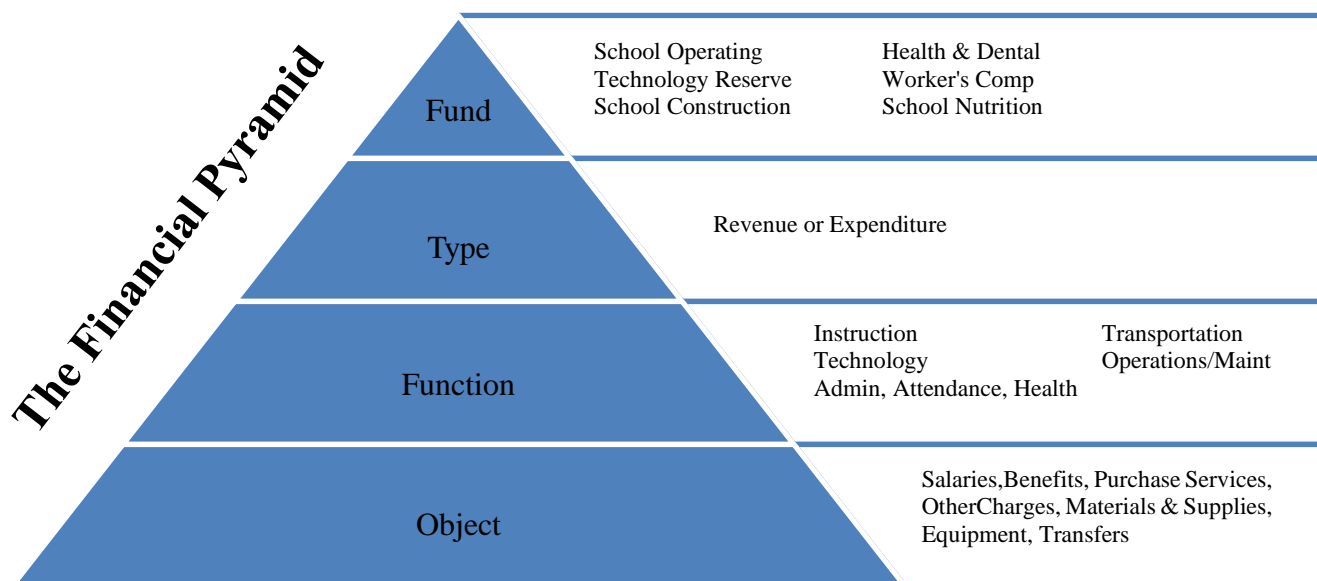 The Financial Pyramid
Fund
School Operating
Technology Reserve
School Construction
Health & Dental
Worker's Comp
School Nutrition
Type
Revenue or Expenditure
Function
Instruction
Technology
Admin, Attendance, Health
Transportation
Operations/Maint
Object
Salaries,Benefits, Purchase Services,
OtherCharges, Materials & Supplies,
Equipment, Transfers